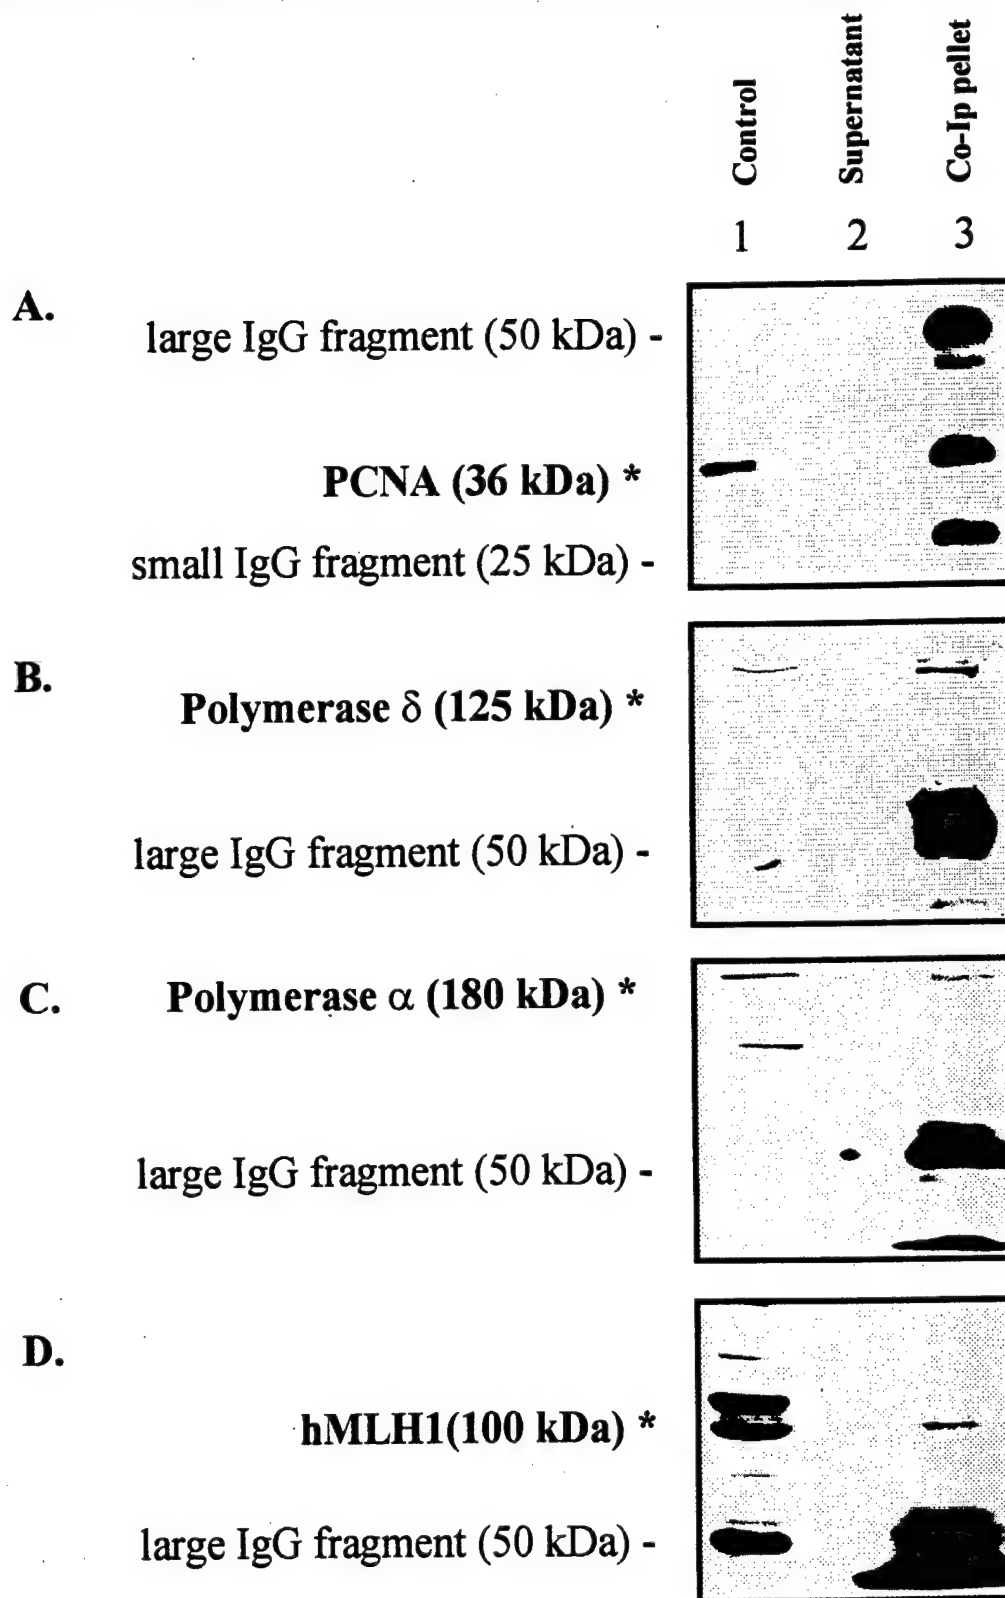 Control
Supernatant
Co-Ip pellet
1 2 3
A.
large IgG fragment (50 kDa) -
PCNA (36 kDa) *
small IgG fragment (25 kDa) -
B.
Polymerase δ (125 kDa) *
large IgG fragment (50 kDa) -
C.
Polymerase α (180 kDa) *
large IgG fragment (50 kDa) -
D.
hMLH1(100 kDa) *
large IgG fragment (50 kDa) -